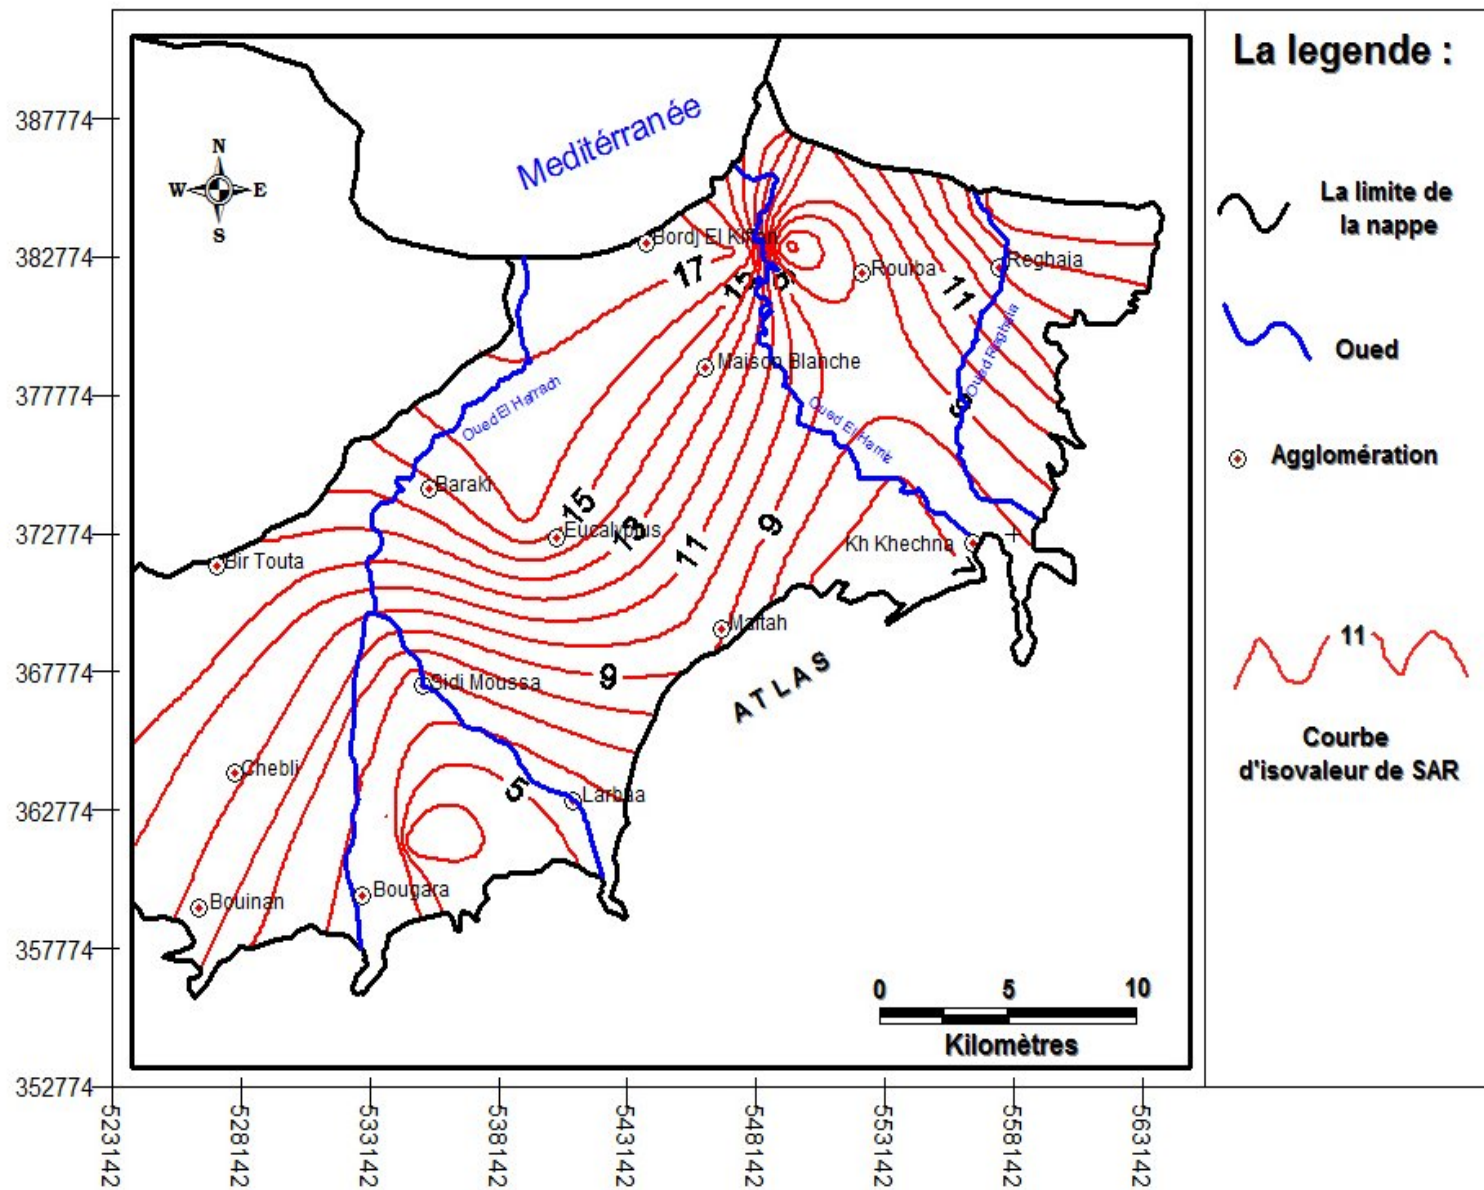 La legende :
387774
382774
377774
372774
367774
362774
357774
352774
N
W
E
S
Meditérranée
Bordj El Kiffan
17
15
Rouiba
11
Reghaia
Oued Reghaia
Maison Blanche
Oued El Harrach
Oued El Hamiz
9
Baraki
15
Eucalyptus
13
11
9
Kh Khechna
Bir Touta
Maftah
ATLAS
Sidi Moussa
9
Chebli
5
Larbaa
Bouinan
Bougara
0 5 10
Kilomètres
523142
528142
533142
538142
543142
548142
553142
558142
563142
La limite de
la nappe
Oued
Agglomération
11
Courbe
d'isovaleur de SAR